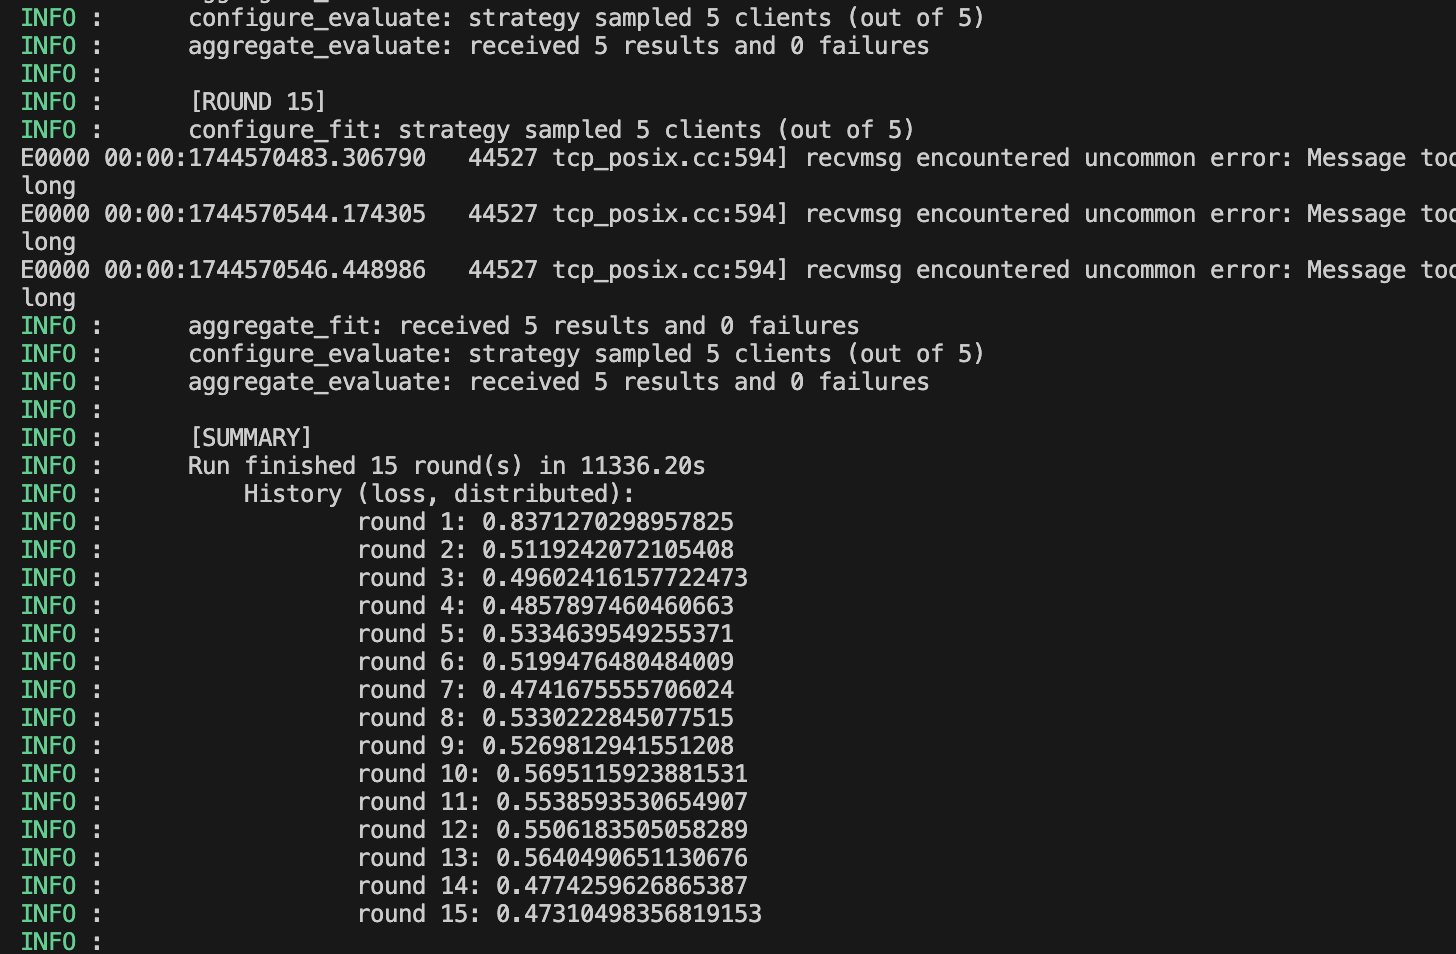 INFO : configure_evaluate: strategy sampled 5 clients (out of 5)
INFO : aggregate_evaluate: received 5 results and 0 failures
INFO :
INFO : [ROUND 15]
INFO : configure_fit: strategy sampled 5 clients (out of 5)
E0000 00:00:1744570483.306790 44527 tcp_posix.cc:594] recvmsg encountered uncommon error: Message too
long
E0000 00:00:1744570544.174305 44527 tcp_posix.cc:594] recvmsg encountered uncommon error: Message too
long
E0000 00:00:1744570546.448986 44527 tcp_posix.cc:594] recvmsg encountered uncommon error: Message too
long
INFO : aggregate_fit: received 5 results and 0 failures
INFO : configure_evaluate: strategy sampled 5 clients (out of 5)
INFO : aggregate_evaluate: received 5 results and 0 failures
INFO :
INFO : [SUMMARY]
INFO : Run finished 15 round(s) in 11336.20s
INFO : History (loss, distributed):
INFO : round 1: 0.8371270298957825
INFO : round 2: 0.5119242072105408
INFO : round 3: 0.49602416157722473
INFO : round 4: 0.4857897460460663
INFO : round 5: 0.5334639549255371
INFO : round 6: 0.5199476480484009
INFO : round 7: 0.4741675555706024
INFO : round 8: 0.5330222845077515
INFO : round 9: 0.5269812941551208
INFO : round 10: 0.5695115923881531
INFO : round 11: 0.5538593530654907
INFO : round 12: 0.5506183505058289
INFO : round 13: 0.5640490651130676
INFO : round 14: 0.4774259626865387
INFO : round 15: 0.47310498356819153
INFO :